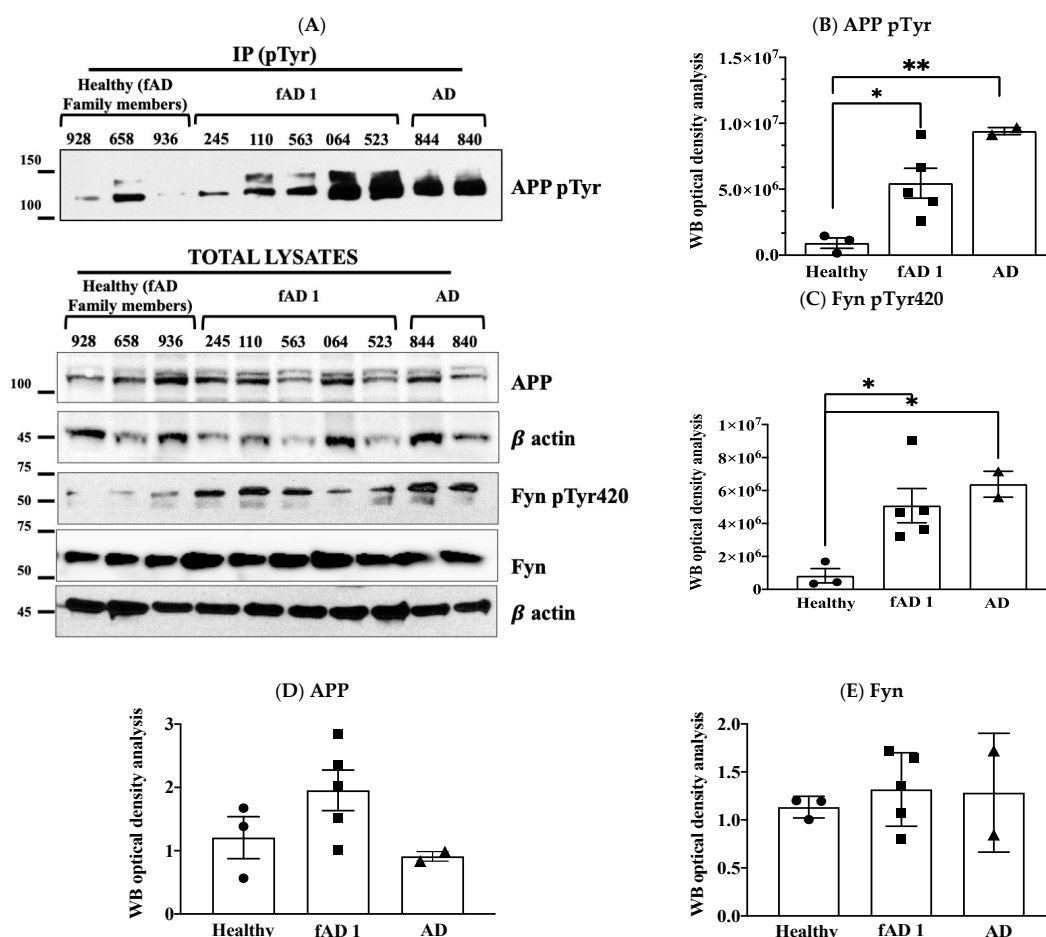 (A)
IP (pTyr)
Healthy (fAD
Family members)
fAD 1
AD
928 658 936 245 110 563 064 523 844 840
150
100
APP pTyr
TOTAL LYSATES
Healthy (fAD
Family members)
fAD 1
AD
928 658 936 245 110 563 064 523 844 840
100
APP
45
β actin
75
50
Fyn pTyr420
75
50
Fyn
45
β actin
(B) APP pTyr
WB optical density analysis
1.5×10⁷
1.0×10⁷
5.0×10⁶
0.0
**
*
Healthy fAD 1 AD
(C) Fyn pTyr420
WB optical density analysis
1×10⁷
8×10⁶
6×10⁶
4×10⁶
2×10⁶
0
*
*
Healthy fAD 1 AD
(D) APP
WB optical density analysis
3
2
1
0
Healthy fAD 1 AD
(E) Fyn
WB optical density analysis
2.0
1.5
1.0
0.5
0.0
Healthy fAD 1 AD